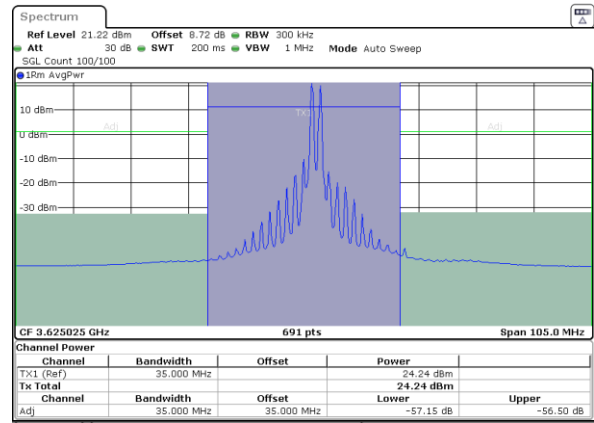 Spectrum
Ref Level 21.22 dBm Offset 8.72 dB RBW 300 kHz
Att 30 dB SWT 200 ms VBW 1 MHz Mode Auto Sweep
SGL Count 100/100
1Rm AvgPwr
10 dBm
Tx1
Adj
Adj
0 dBm
-10 dBm
-20 dBm
-30 dBm
CF 3.625025 GHz 691 pts Span 105.0 MHz
Channel Power
Channel Bandwidth Offset Power
TX1 (Ref) 35.000 MHz 24.24 dBm
Tx Total 24.24 dBm
Channel Bandwidth Offset Lower Upper
Adj 35.000 MHz 35.000 MHz -57.15 dB -56.50 dB